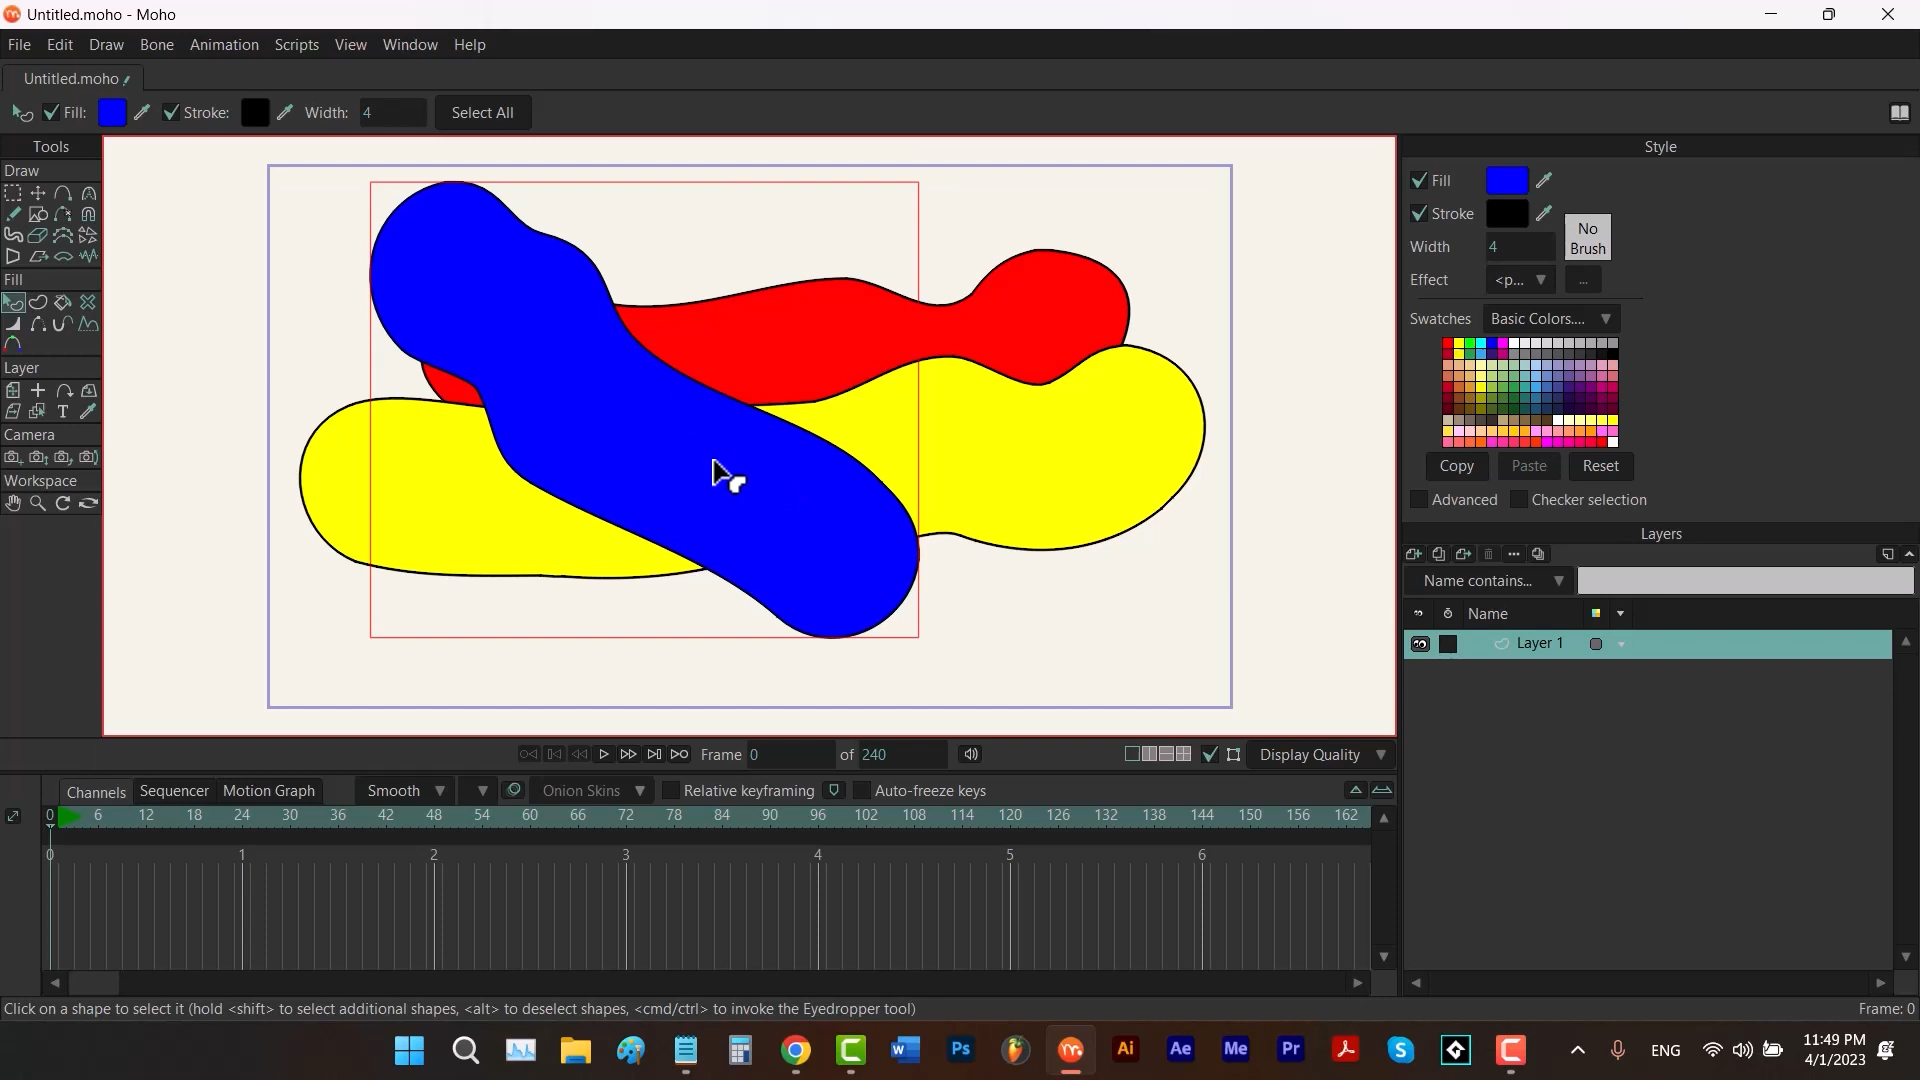 Untitled.moho - Moho
File Edit Draw Bone Animation Scripts View Window Help
Untitled.moho
Fill: Stroke: Width: 4 Select All
Tools
Draw
Fill
Layer
Camera
Workspace
Style
Fill
Stroke
Width 4
No
Brush
Effect <p... ...
Swatches Basic Colors....
Copy Paste Reset
Advanced Checker selection
Layers
Name contains...
Name
Layer 1
Frame 0 of 240 Display Quality
Channels Sequencer Motion Graph Smooth Onion Skins Relative keyframing Auto-freeze keys
0 6 12 18 24 30 36 42 48 54 60 66 72 78 84 90 96 102 108 114 120 126 132 138 144 150 156 162
0 1 2 3 4 5 6
Click on a shape to select it (hold <shift> to select additional shapes, <alt> to deselect shapes, <cmd/ctrl> to invoke the Eyedropper tool)
Frame: 0
Ps Ai Ae Me Pr
ENG
11:49 PM
4/1/2023